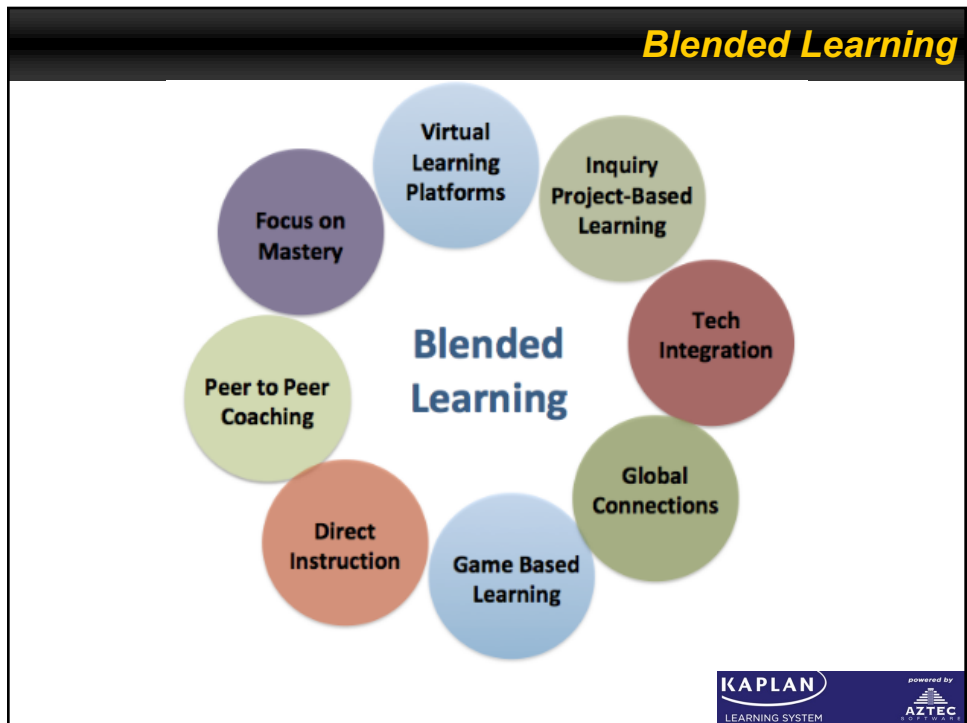 Blended Learning
Virtual
Learning
Platforms
Inquiry
Project-Based
Learning
Tech
Integration
Global
Connections
Game Based
Learning
Direct
Instruction
Peer to Peer
Coaching
Focus on
Mastery
Blended
Learning
KAPLAN
LEARNING SYSTEM
powered by
AZTEC
SOFTWARE